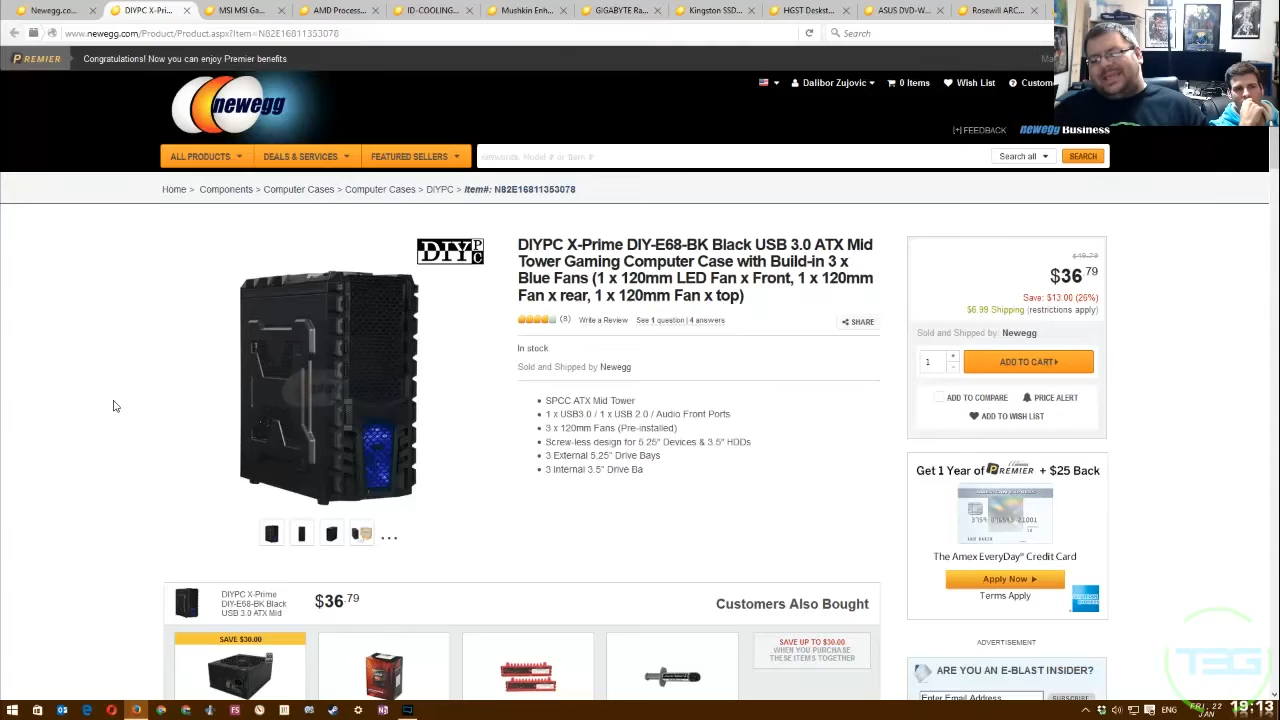 Newegg.co...
DIYPC X-Prime...
MSI MSI Ga...
AMD Process...
ID-COOLING...
Mushkin Enh...
GIGABYTE Ra...
Kingston SSD...
HGST Deskst...
ASUS DVD-W...
Rosewill ARC...
www.newegg.com/Product/Product.aspx?Item=N82E16811353078
Search
PREMIER
Congratulations! Now you can enjoy Premier benefits
newegg
Dalibor Zujovic
0 Items
Wish List
Custom
[+] FEEDBACK
newegg Business
ALL PRODUCTS
DEALS & SERVICES
FEATURED SELLERS
Keywords, Model # or Item #
Search all
SEARCH
Home > Components > Computer Cases > Computer Cases > DIYPC > Item#: N82E16811353078
DIYPC
DIYPC X-Prime DIY-E68-BK Black USB 3.0 ATX Mid
Tower Gaming Computer Case with Build-in 3 x
Blue Fans (1 x 120mm LED Fan x Front, 1 x 120mm
Fan x rear, 1 x 120mm Fan x top)
(8) Write a Review See 1 question | 4 answers
SHARE
In stock
Sold and Shipped by Newegg
SPCC ATX Mid Tower
1 x USB3.0 / 1 x USB 2.0 / Audio Front Ports
3 x 120mm Fans (Pre-installed)
Screw-less design for 5.25" Devices & 3.5" HDDs
3 External 5.25" Drive Bays
3 Internal 3.5" Drive Ba
...
$49.79
$36.79
Save: $13.00 (26%)
$6.99 Shipping (restrictions apply)
Sold and Shipped by: Newegg
1
ADD TO CART
ADD TO COMPARE
PRICE ALERT
ADD TO WISH LIST
Get 1 Year of PREMIER + $25 Back
AMERICAN EXPRESS
The Amex EveryDay® Credit Card
Apply Now
Terms Apply
ADVERTISEMENT
ARE YOU AN E-BLAST INSIDER?
Enter Email Address
SUBSCRIBE
DIYPC X-Prime
DIY-E68-BK Black
USB 3.0 ATX Mid
$36.79
Customers Also Bought
SAVE $30.00
SAVE UP TO $30.00
WHEN YOU PURCHASE
THESE ITEMS TOGETHER
TSG
ENG
FRI, 22
JAN
19:13